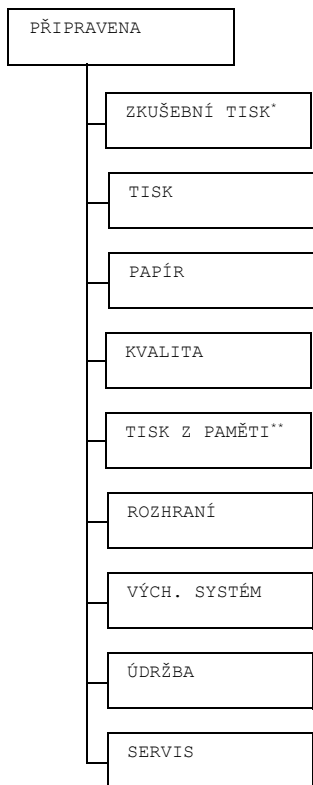 PŘIPRAVENA
ZKUŠEBNÍ TISK*
TISK
PAPÍR
KVALITA
TISK Z PAMĚTI**
ROZHRANÍ
VÝCH. SYSTÉM
ÚDRŽBA
SERVIS